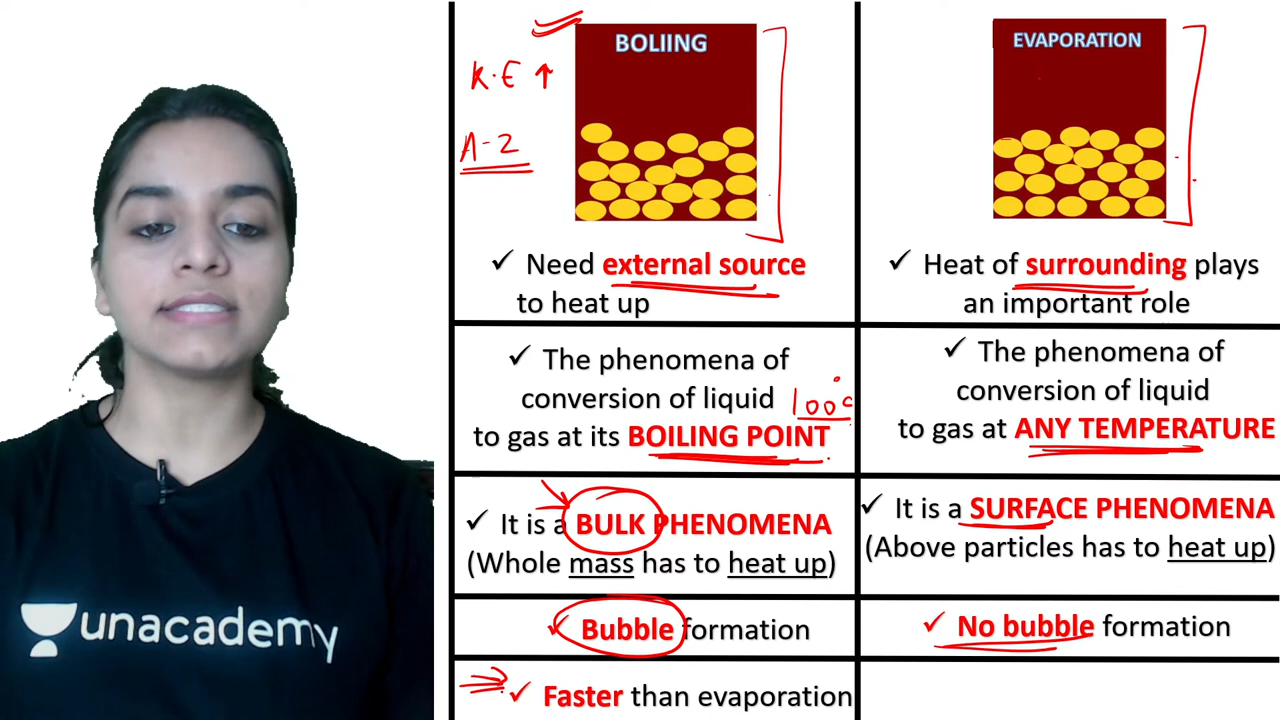 BOLIING
K.E ↑
A-2
✓ Need external source
to heat up
✓ The phenomena of
conversion of liquid 100°c
to gas at its BOILING POINT
✓ It is a BULK PHENOMENA
(Whole mass has to heat up)
✓ Bubble formation
✓ Faster than evaporation
EVAPORATION
✓ Heat of surrounding plays
an important role
✓ The phenomena of
conversion of liquid
to gas at ANY TEMPERATURE
✓ It is a SURFACE PHENOMENA
(Above particles has to heat up)
✓ No bubble formation
unacademy